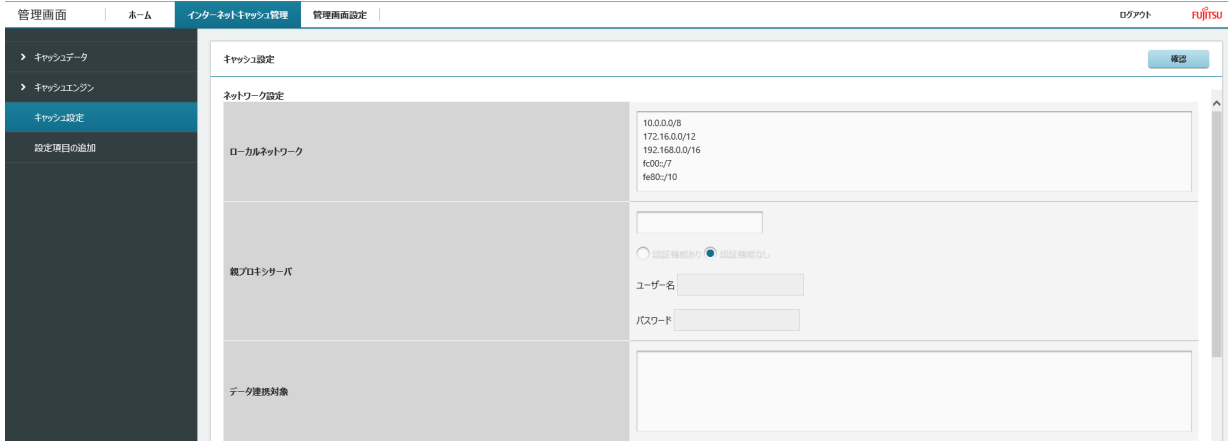 管理画面
ホーム
インターネットキャッシュ管理
管理画面設定
ログアウト
FUJITSU
キャッシュデータ
キャッシュエンジン
キャッシュ設定
設定項目の追加
キャッシュ設定
確認
ネットワーク設定
ローカルネットワーク
10.0.0.0/8
172.16.0.0/12
192.168.0.0/16
fc00::/7
fe80::/10
親プロキシサーバ
認証機能あり 認証機能なし
ユーザー名
パスワード
データ連携対象